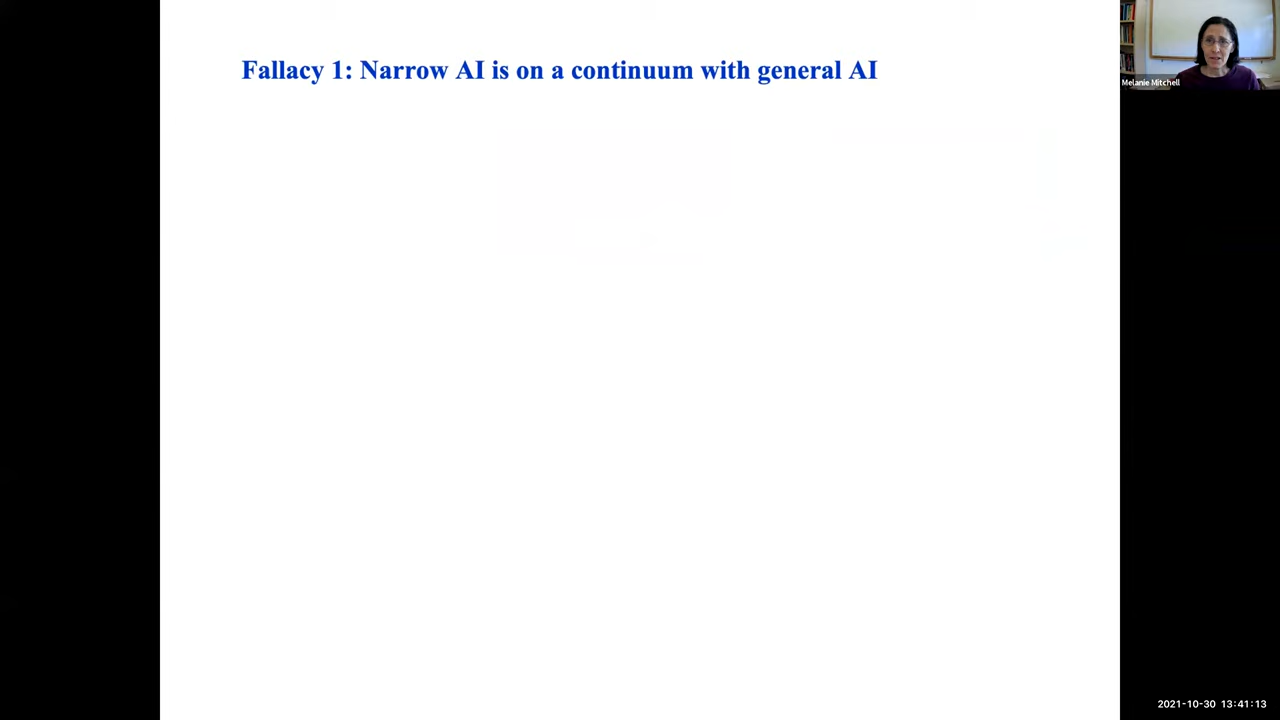 Fallacy 1: Narrow AI is on a continuum with general AI
Melanie Mitchell
2021-10-30 13:41:13